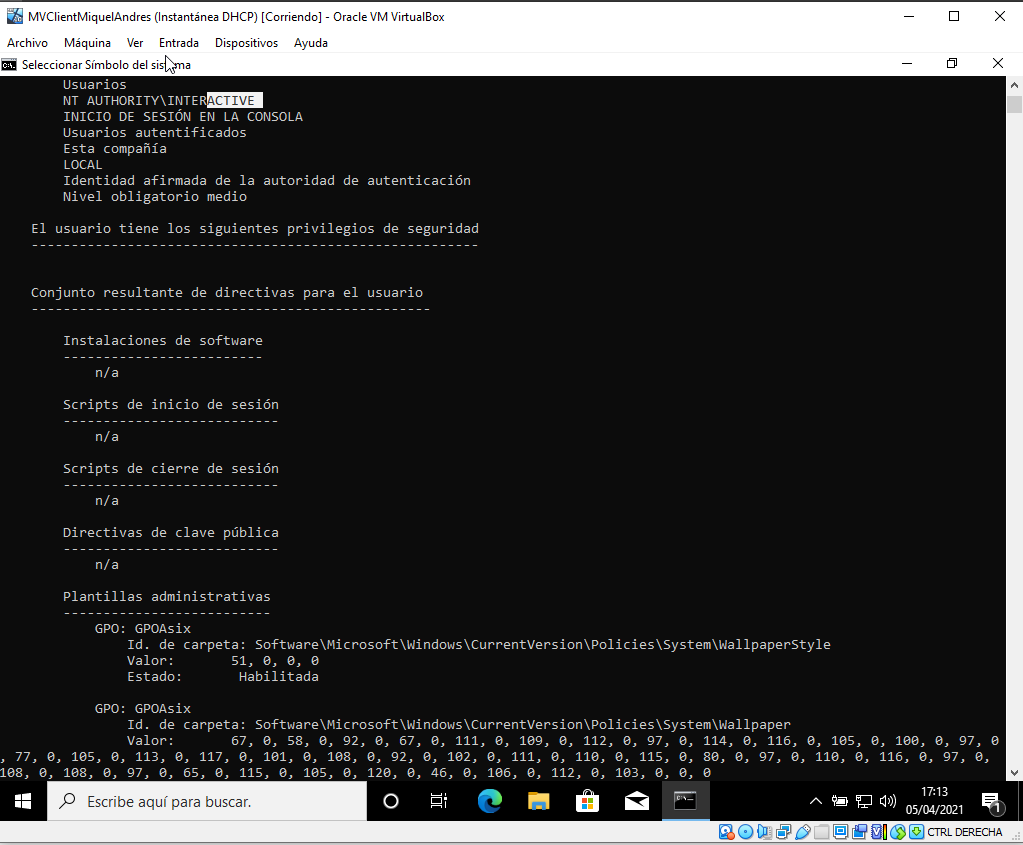 MVClientMiquelAndres (Instantánea DHCP) [Corriendo] - Oracle VM VirtualBox
Archivo Máquina Ver Entrada Dispositivos Ayuda
Seleccionar Símbolo del sistema
Usuarios
NT AUTHORITY\INTERACTIVE
INICIO DE SESIÓN EN LA CONSOLA
Usuarios autentificados
Esta compañía
LOCAL
Identidad afirmada de la autoridad de autenticación
Nivel obligatorio medio
El usuario tiene los siguientes privilegios de seguridad
--------------------------------------------------------
Conjunto resultante de directivas para el usuario
--------------------------------------------------
Instalaciones de software
-------------------------
n/a
Scripts de inicio de sesión
---------------------------
n/a
Scripts de cierre de sesión
---------------------------
n/a
Directivas de clave pública
---------------------------
n/a
Plantillas administrativas
--------------------------
GPO: GPOAsix
Id. de carpeta: Software\Microsoft\Windows\CurrentVersion\Policies\System\WallpaperStyle
Valor: 51, 0, 0, 0
Estado: Habilitada
GPO: GPOAsix
Id. de carpeta: Software\Microsoft\Windows\CurrentVersion\Policies\System\Wallpaper
Valor: 67, 0, 58, 0, 92, 0, 67, 0, 111, 0, 109, 0, 112, 0, 97, 0, 114, 0, 116, 0, 105, 0, 100, 0, 97, 0
, 77, 0, 105, 0, 113, 0, 117, 0, 101, 0, 108, 0, 92, 0, 102, 0, 111, 0, 110, 0, 115, 0, 80, 0, 97, 0, 110, 0, 116, 0, 97, 0,
108, 0, 108, 0, 97, 0, 65, 0, 115, 0, 105, 0, 120, 0, 46, 0, 106, 0, 112, 0, 103, 0, 0, 0
Escribe aquí para buscar.
17:13
05/04/2021
1
CTRL DERECHA